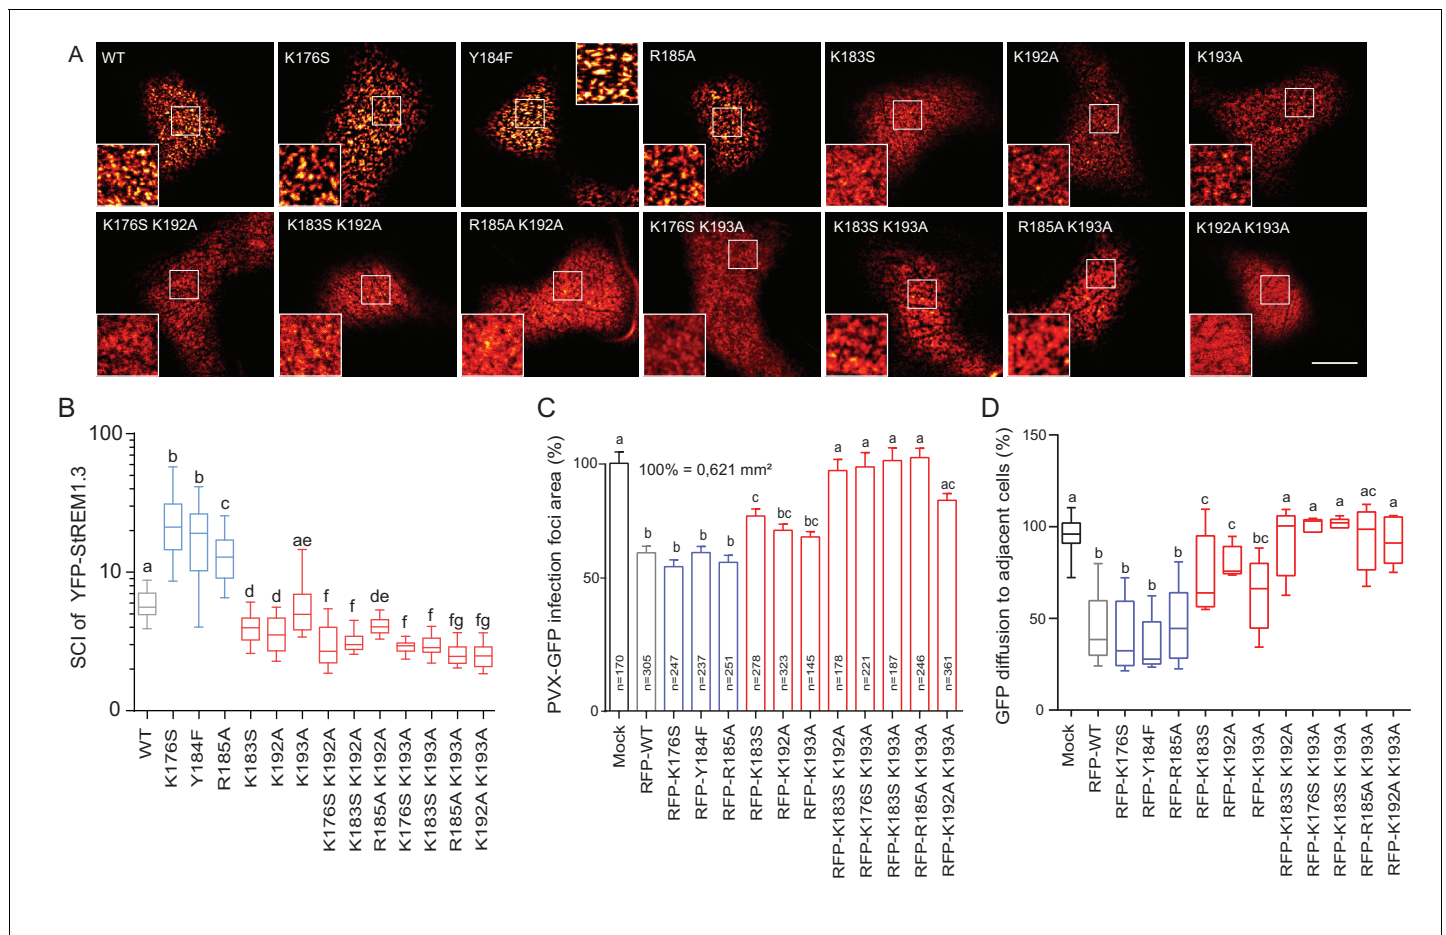 A
WT
K176S
Y184F
R185A
K183S
K192A
K193A
K176S K192A
K183S K192A
R185A K192A
K176S K193A
K183S K193A
R185A K193A
K192A K193A
B
SCI of YFP-StREM1.3
100
10
0
a
b
b
c
d
d
ae
f
f
de
f
f
fg
fg
WT
K176S
Y184F
R185A
K183S
K192A
K193A
K176S K192A
K183S K192A
R185A K192A
K176S K193A
K183S K193A
R185A K193A
K192A K193A
C
PVX-GFP infection foci area (%)
100
50
0
100% = 0,621 mm²
a
b
b
b
b
c
bc
bc
a
a
a
a
ac
n=170
n=305
n=247
n=237
n=251
n=278
n=323
n=145
n=178
n=221
n=187
n=246
n=361
Mock
RFP-WT
RFP-K176S
RFP-Y184F
RFP-R185A
RFP-K183S
RFP-K192A
RFP-K193A
RFP-K183S K192A
RFP-K176S K193A
RFP-K183S K193A
RFP-R185A K193A
RFP-K192A K193A
D
GFP diffusion to adjacent cells (%)
150
100
50
0
a
b
b
b
b
c
c
bc
a
a
a
ac
a
Mock
RFP-WT
RFP-K176S
RFP-Y184F
RFP-R185A
RFP-K183S
RFP-K192A
RFP-K193A
RFP-K183S K192A
RFP-K176S K193A
RFP-K183S K193A
RFP-R185A K193A
RFP-K192A K193A